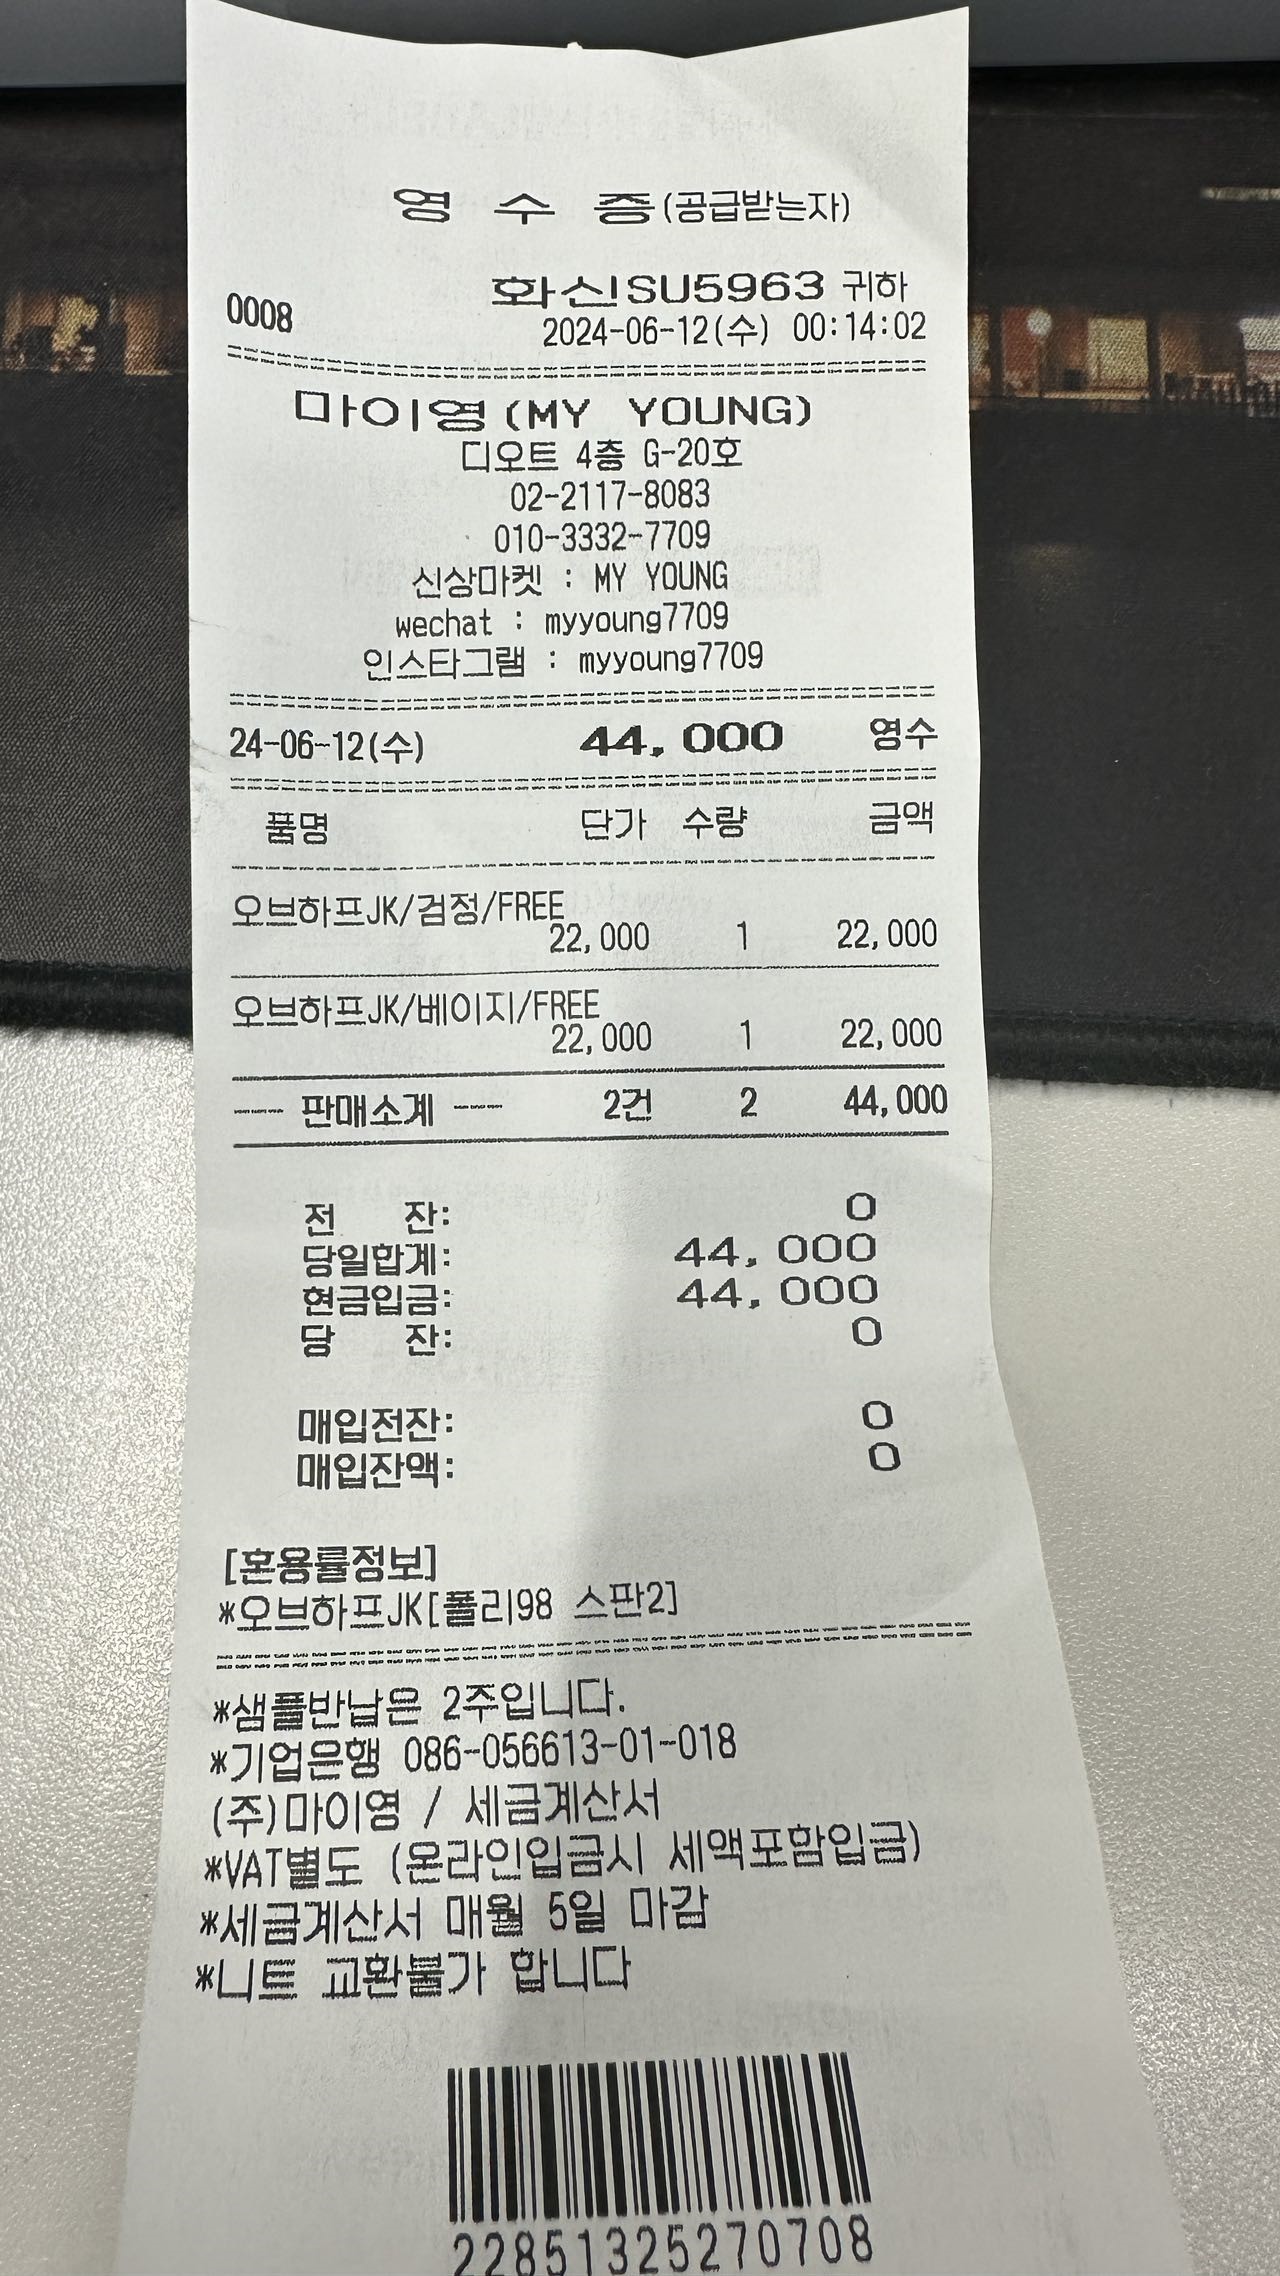 영 수 증(공급받는자)
화신SU5963 귀하
0008
2024-06-12(수) 00:14:02
마이영(MY YOUNG)
디오트 4층 G-20호
02-2117-8083
010-3332-7709
신상마켓 : MY YOUNG
wechat : myyoung7709
인스타그램 : myyoung7709
24-06-12(수) 44,000 영수
품명 단가 수량 금액
오브하프JK/검정/FREE
22,000 1 22,000
오브하프JK/베이지/FREE
22,000 1 22,000
---- 판매소계 ---- 2건 2 44,000
전 잔: 0
당일합계: 44,000
현금입금: 44,000
당 잔: 0
매입전잔: 0
매입잔액: 0
[혼용률정보]
*오브하프JK[폴리98 스판2]
*샘플반납은 2주입니다.
*기업은행 086-056613-01-018
(주)마이영 / 세금계산서
*VAT별도 (온라인입금시 세액포함입금)
*세금계산서 매월 5일 마감
*니트 교환불가 합니다
22851325270708